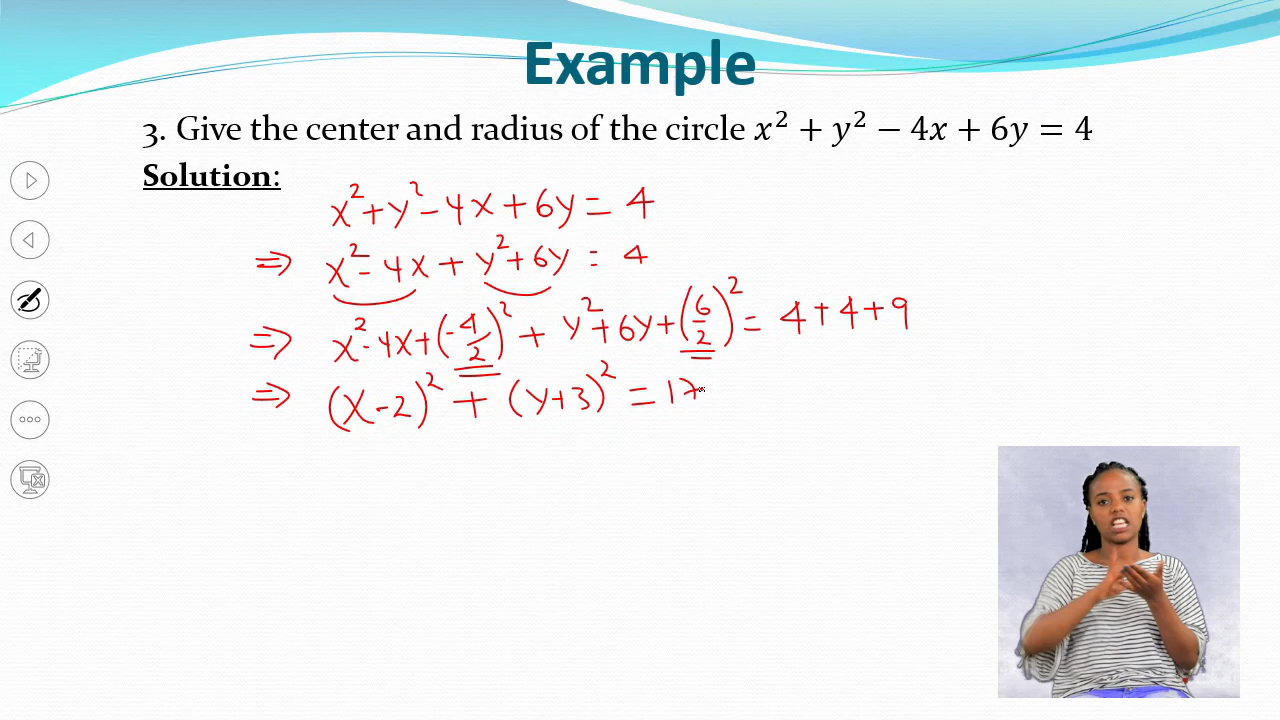 Example
3. Give the center and radius of the circle x² + y² − 4x + 6y = 4
Solution:
x² + y² − 4x + 6y = 4
⇒ x² − 4x + y² + 6y = 4
⇒ x² − 4x + (−4/2)² + y² + 6y + (6/2)² = 4 + 4 + 9
⇒ (x − 2)² + (y + 3)² = 17